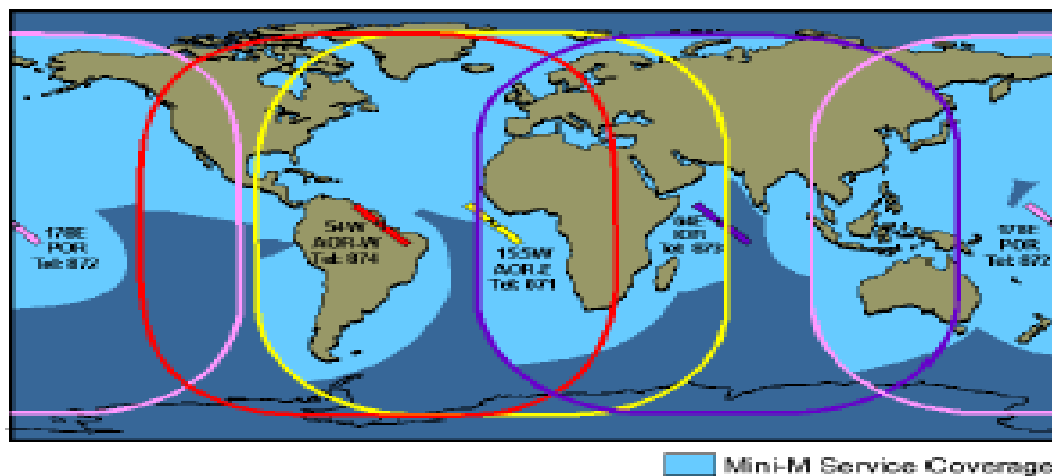 178E
POR
Tel: 872
54W
AOR-W
Tel: 874
15.5W
AOR-E
Tel: 871
64E
IOR
Tel: 873
178E
POR
Tel: 872
Mini-M Service Coverage